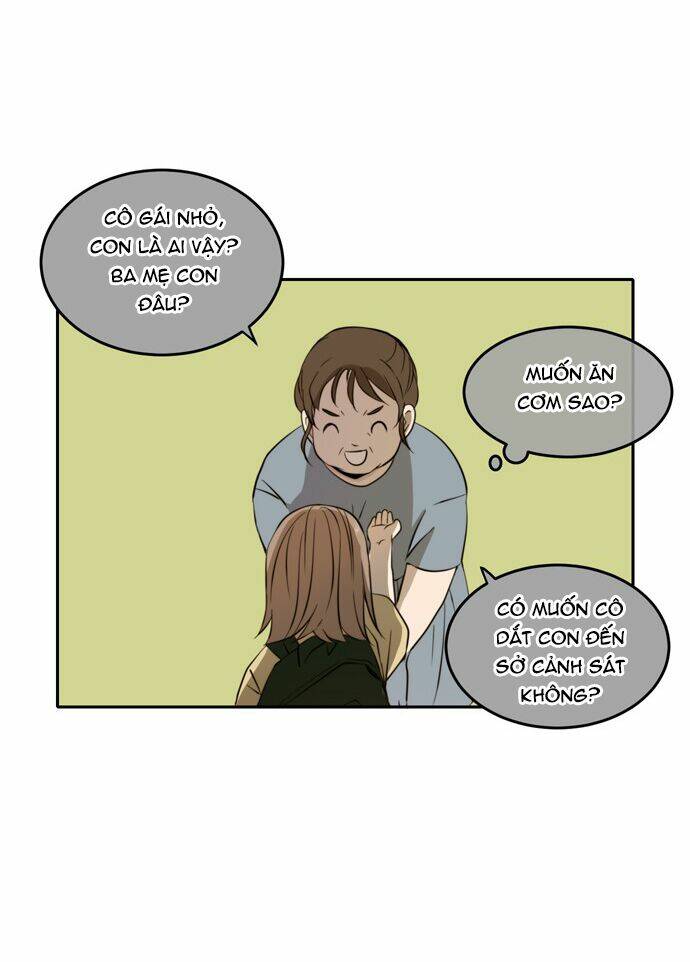 CÔ GÁI NHỎ,
CON LÀ AI VẬY?
BA MẸ CON
ĐÂU?
MUỐN ĂN
CƠM SAO?
CÓ MUỐN CÔ
DẮT CON ĐẾN
SỞ CẢNH SÁT
KHÔNG?